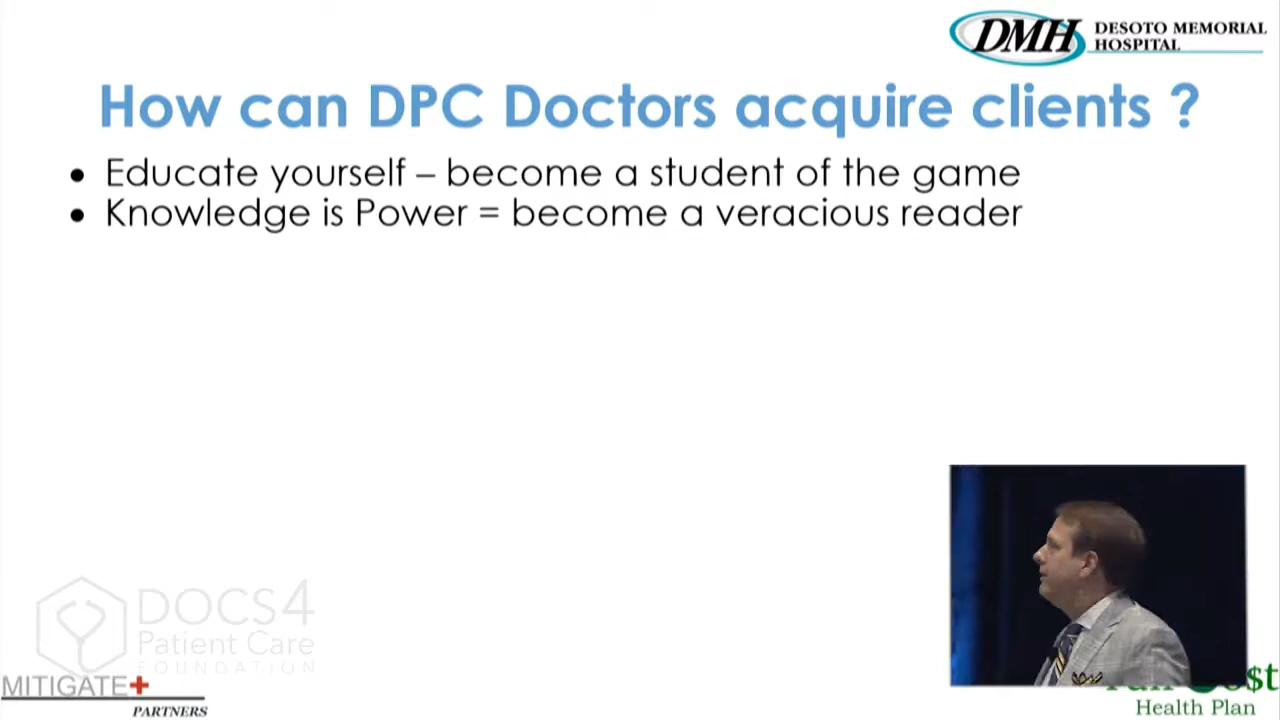 DMH DESOTO MEMORIAL
HOSPITAL
How can DPC Doctors acquire clients ?
• Educate yourself – become a student of the game
• Knowledge is Power = become a veracious reader
DOCS4
Patient Care
FOUNDATION
MITIGATE+
PARTNERS
Health Plan